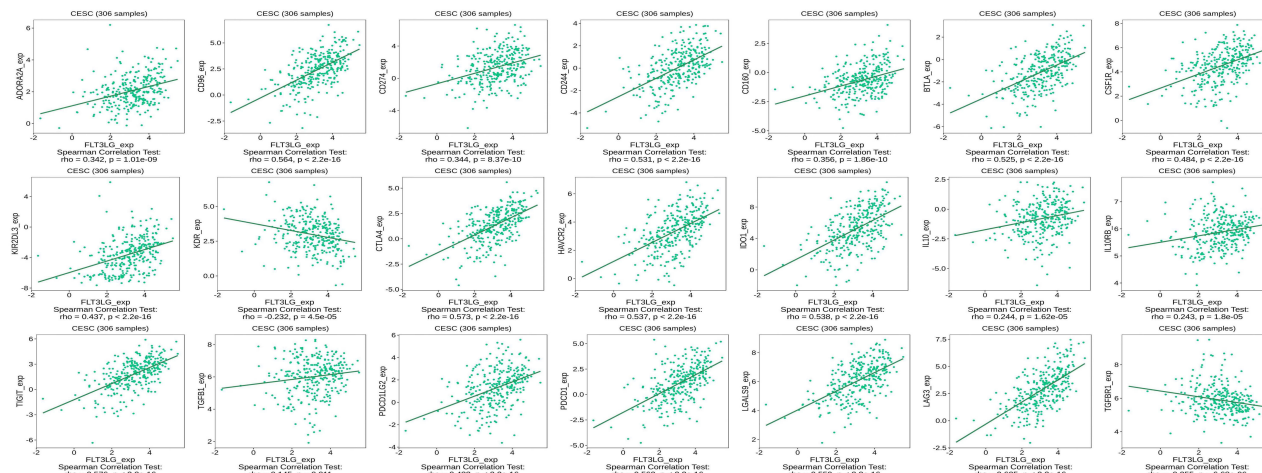 CESC (306 samples) CESC (306 samples) CESC (306 samples) CESC (306 samples) CESC (306 samples) CESC (306 samples) CESC (306 samples)
ADORA2A_exp CD96_exp CD274_exp CD244_exp CD160_exp BTLA_exp CSF1R_exp
FLT3LG_exp FLT3LG_exp FLT3LG_exp FLT3LG_exp FLT3LG_exp FLT3LG_exp FLT3LG_exp
Spearman Correlation Test: Spearman Correlation Test: Spearman Correlation Test: Spearman Correlation Test: Spearman Correlation Test: Spearman Correlation Test: Spearman Correlation Test:
rho = 0.342, p = 1.01e-09 rho = 0.564, p < 2.2e-16 rho = 0.344, p = 8.37e-10 rho = 0.531, p < 2.2e-16 rho = 0.356, p = 1.86e-10 rho = 0.525, p < 2.2e-16 rho = 0.484, p < 2.2e-16
CESC (306 samples) CESC (306 samples) CESC (306 samples) CESC (306 samples) CESC (306 samples) CESC (306 samples) CESC (306 samples)
KIR2DL3_exp KDR_exp CTLA4_exp HAVCR2_exp IDO1_exp IL10_exp IL10RB_exp
FLT3LG_exp FLT3LG_exp FLT3LG_exp FLT3LG_exp FLT3LG_exp FLT3LG_exp FLT3LG_exp
Spearman Correlation Test: Spearman Correlation Test: Spearman Correlation Test: Spearman Correlation Test: Spearman Correlation Test: Spearman Correlation Test: Spearman Correlation Test:
rho = 0.437, p < 2.2e-16 rho = -0.232, p = 4.5e-05 rho = 0.573, p < 2.2e-16 rho = 0.537, p < 2.2e-16 rho = 0.538, p < 2.2e-16 rho = 0.244, p = 1.62e-05 rho = 0.243, p = 1.8e-05
CESC (306 samples) CESC (306 samples) CESC (306 samples) CESC (306 samples) CESC (306 samples) CESC (306 samples) CESC (306 samples)
TIGIT_exp TGFB1_exp PDCD1LG2_exp PDCD1_exp LGALS9_exp LAG3_exp TGFBR1_exp
FLT3LG_exp FLT3LG_exp FLT3LG_exp FLT3LG_exp FLT3LG_exp FLT3LG_exp FLT3LG_exp
Spearman Correlation Test: Spearman Correlation Test: Spearman Correlation Test: Spearman Correlation Test: Spearman Correlation Test: Spearman Correlation Test: Spearman Correlation Test: